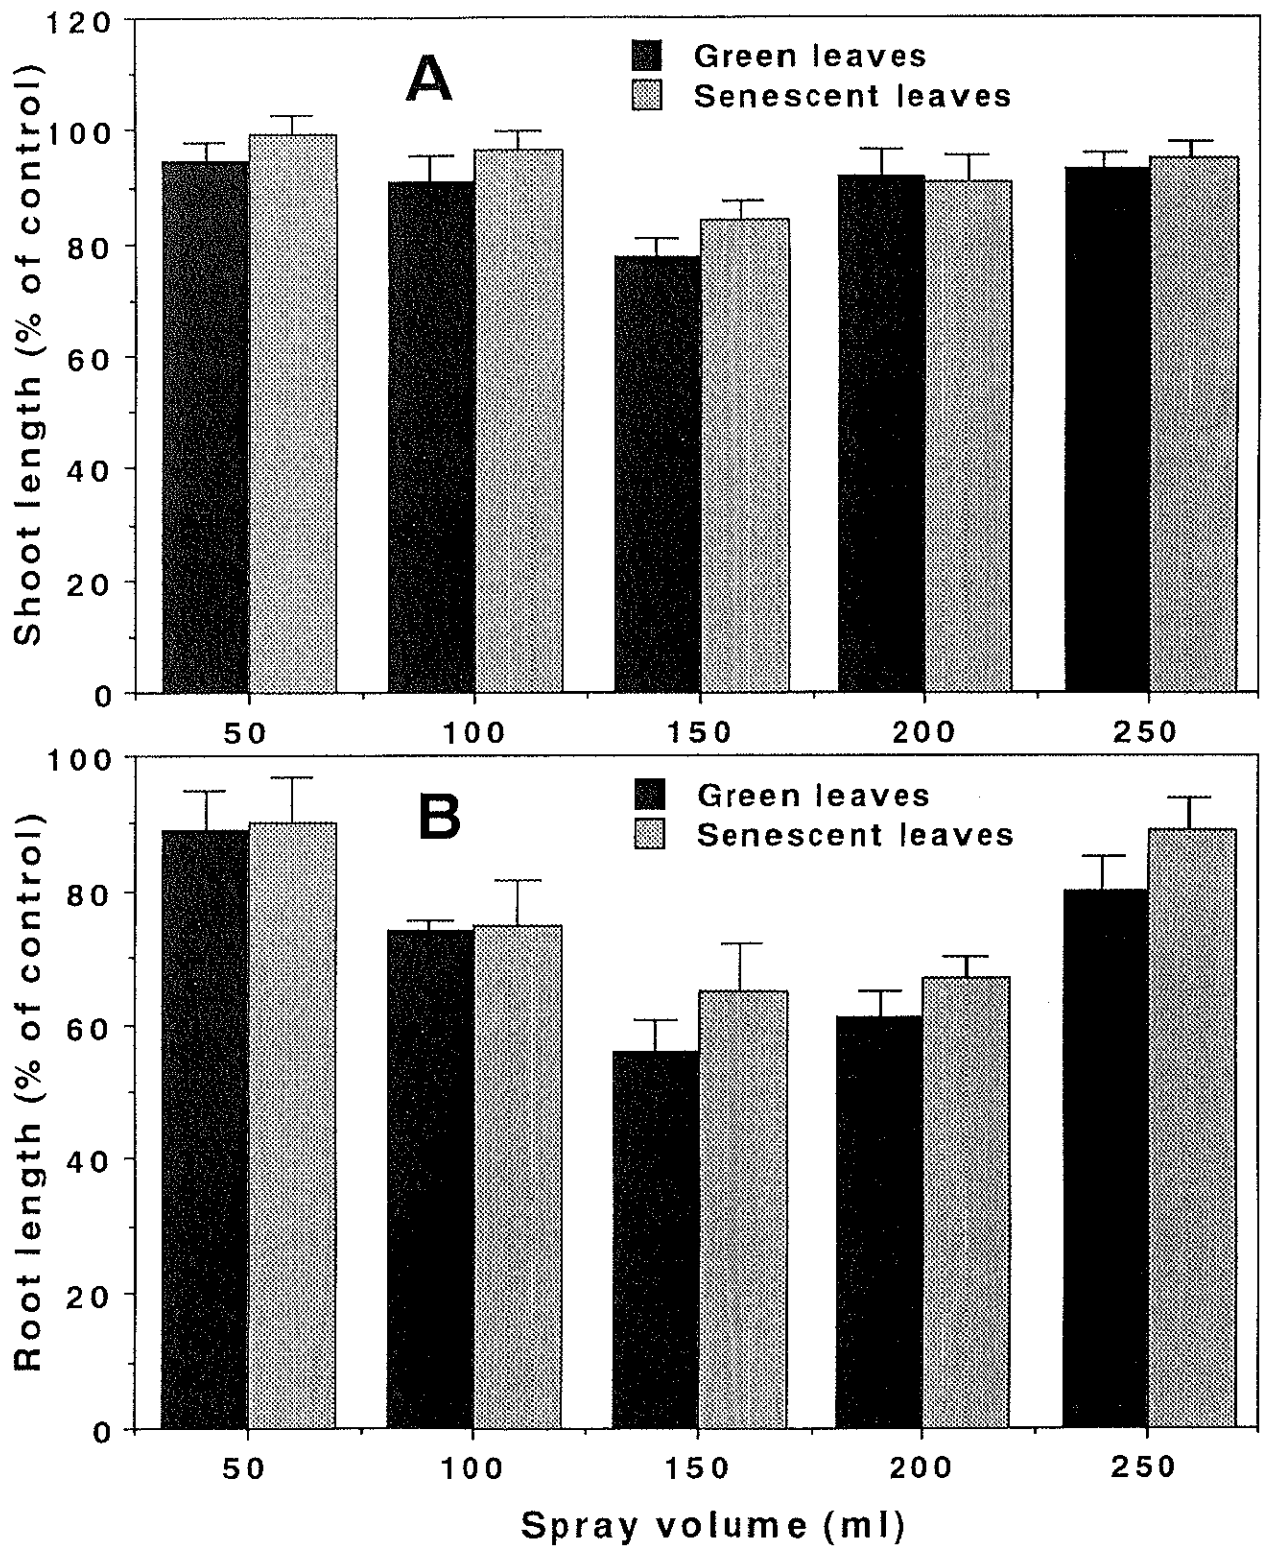 120
100
80
60
40
20
0
Shoot length (% of control)
A
Green leaves
Senescent leaves
50 100 150 200 250
100
80
60
40
20
0
Root length (% of control)
B
Green leaves
Senescent leaves
50 100 150 200 250
Spray volume (ml)